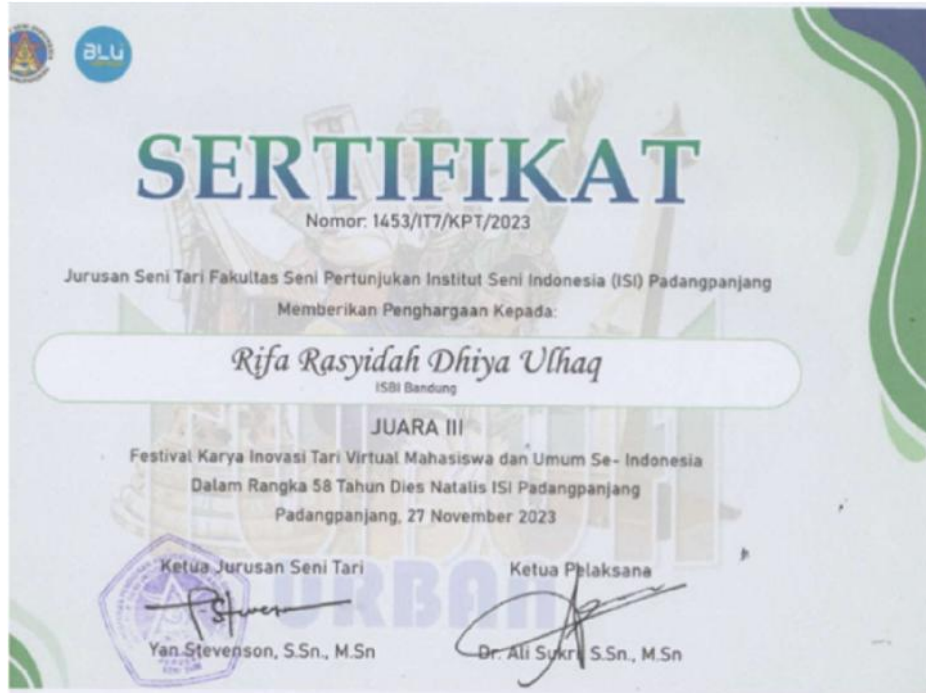 BLU
SERTIFIKAT
Nomor: 1453/IT7/KPT/2023
Jurusan Seni Tari Fakultas Seni Pertunjukan Institut Seni Indonesia (ISI) Padangpanjang
Memberikan Penghargaan Kepada:
Rifa Rasyidah Dhiya Ulhaq
ISBI Bandung
JUARA III
Festival Karya Inovasi Tari Virtual Mahasiswa dan Umum Se- Indonesia
Dalam Rangka 58 Tahun Dies Natalis ISI Padangpanjang
Padangpanjang, 27 November 2023
URBAN
Ketua Jurusan Seni Tari Ketua Pelaksana
Yan Stevenson, S.Sn., M.Sn Dr. Ali Sukri, S.Sn., M.Sn